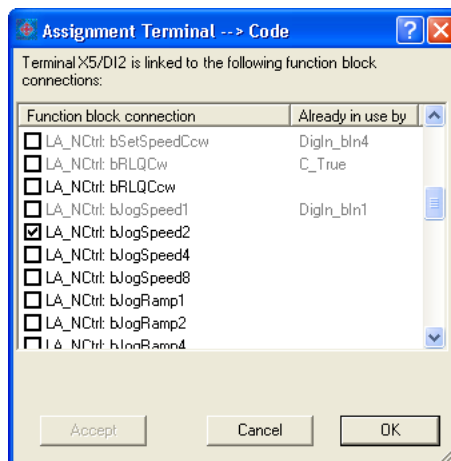 Assignment Terminal --> Code
Terminal X5/DI2 is linked to the following function block
connections:
Function block connection Already in use by
LA_NCtrl: bSetSpeedCcw DigIn_bIn4
LA_NCtrl: bRLQCw C_True
LA_NCtrl: bRLQCcw
LA_NCtrl: bJogSpeed1 DigIn_bIn1
LA_NCtrl: bJogSpeed2
LA_NCtrl: bJogSpeed4
LA_NCtrl: bJogSpeed8
LA_NCtrl: bJogRamp1
LA_NCtrl: bJogRamp2
LA_NCtrl: bJogRamp4
Accept Cancel OK